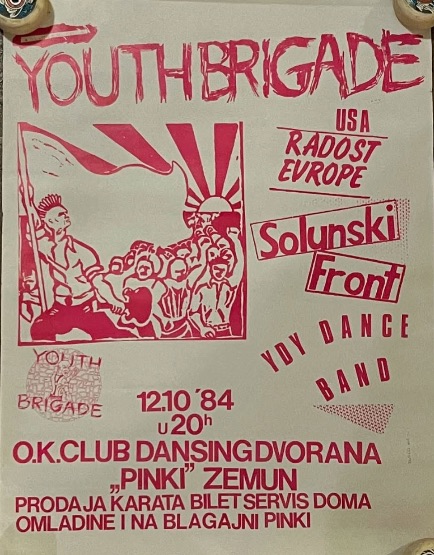 YOUTH BRIGADE
USA
RADOST
EVROPE
Solunski
Front
YDY DANCE
BAND
YOUTH
BRIGADE
12.10 '84
u 20h
O.K.CLUB DANSING DVORANA
„PINKI” ZEMUN
PRODAJA KARATA BILET SERVIS DOMA
OMLADINE I NA BLAGAJNI PINKI